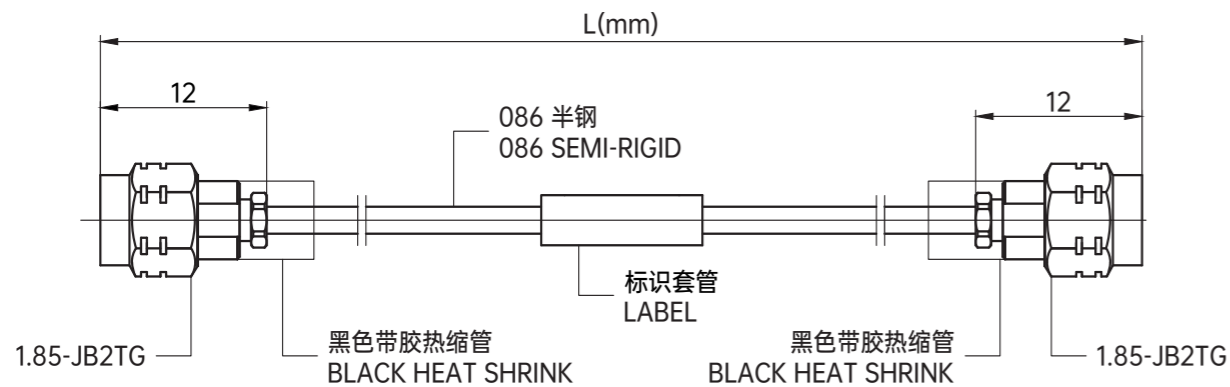 L(mm)
12
12
086 半钢
086 SEMI-RIGID
标识套管
LABEL
1.85-JB2TG
黑色带胶热缩管
BLACK HEAT SHRINK
黑色带胶热缩管
BLACK HEAT SHRINK
1.85-JB2TG